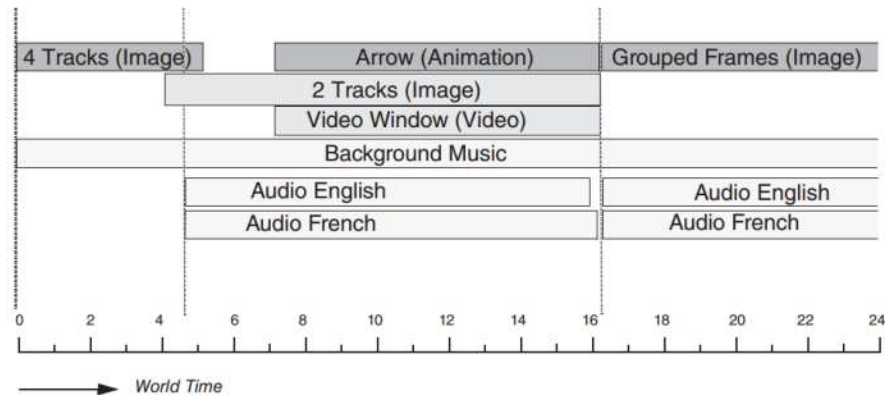 4 Tracks (Image)
Arrow (Animation)
Grouped Frames (Image)
2 Tracks (Image)
Video Window (Video)
Background Music
Audio English
Audio English
Audio French
Audio French
0 2 4 6 8 10 12 14 16 18 20 22 24
World Time